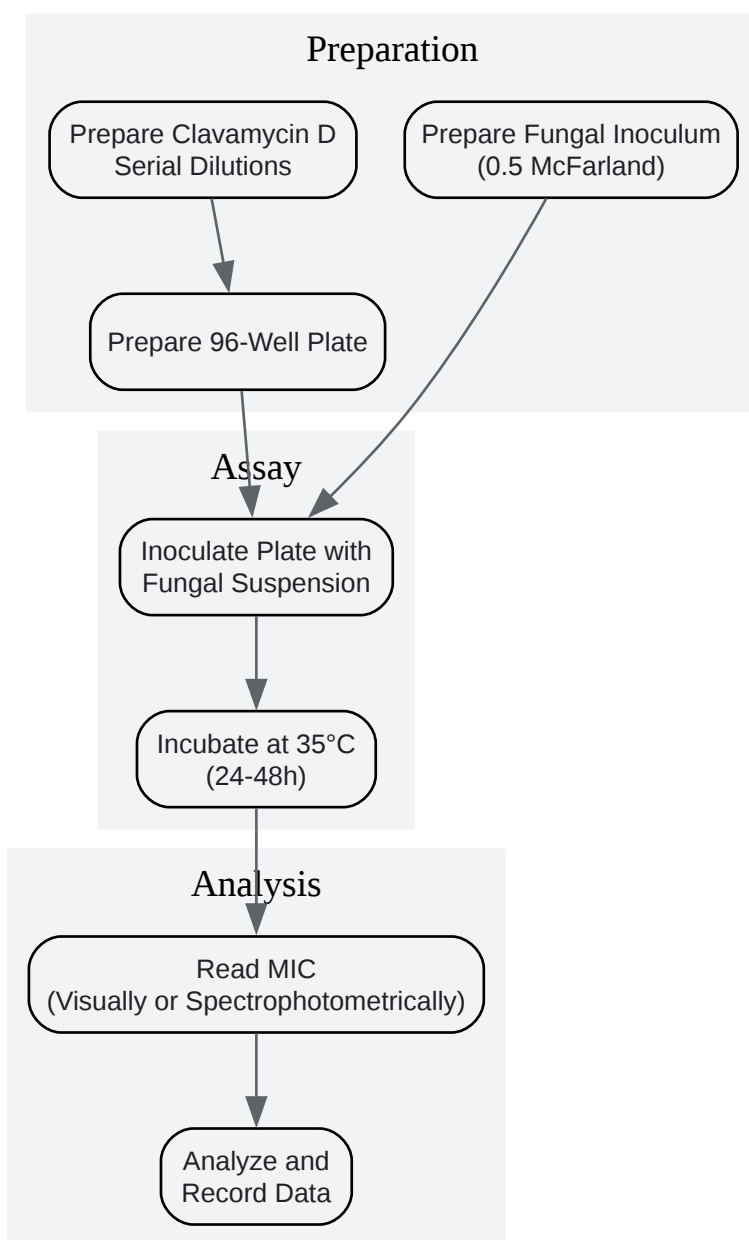 Preparation
Prepare Clavamycin D
Serial Dilutions
Prepare Fungal Inoculum
(0.5 McFarland)
Prepare 96-Well Plate
Assay
Inoculate Plate with
Fungal Suspension
Incubate at 35°C
(24-48h)
Analysis
Read MIC
(Visually or Spectrophotometrically)
Analyze and
Record Data